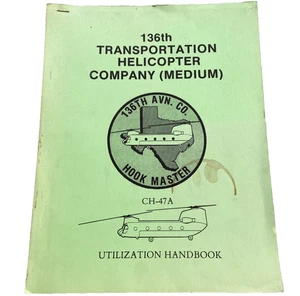 136th
TRANSPORTATION
HELICOPTER
COMPANY (MEDIUM)
136TH AVN. CO.
HOOK MASTER
CH-47A
UTILIZATION HANDBOOK